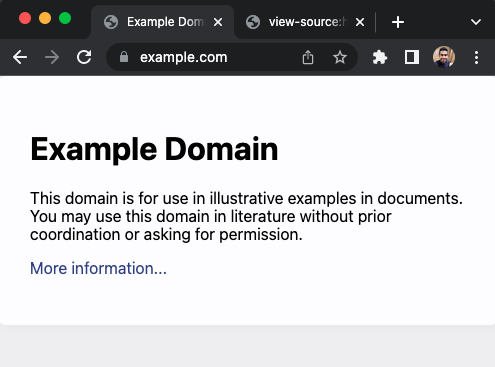 Example Dom
view-source:h
example.com
Example Domain
This domain is for use in illustrative examples in documents.
You may use this domain in literature without prior
coordination or asking for permission.
More information...